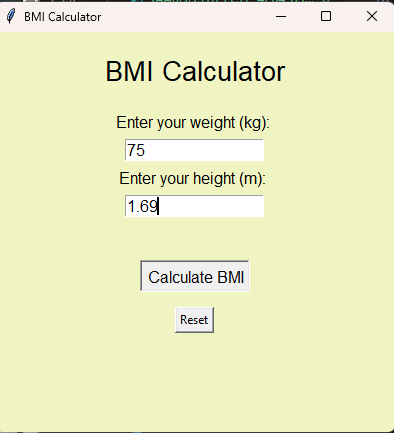 BMI Calculator
BMI Calculator
Enter your weight (kg):
75
Enter your height (m):
1.69
Calculate BMI
Reset